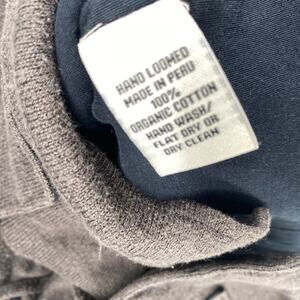 HAND LOOMED
MADE IN PERU
100%
ORGANIC COTTON
HAND WASH/
FLAT DRY OR
DRY CLEAN